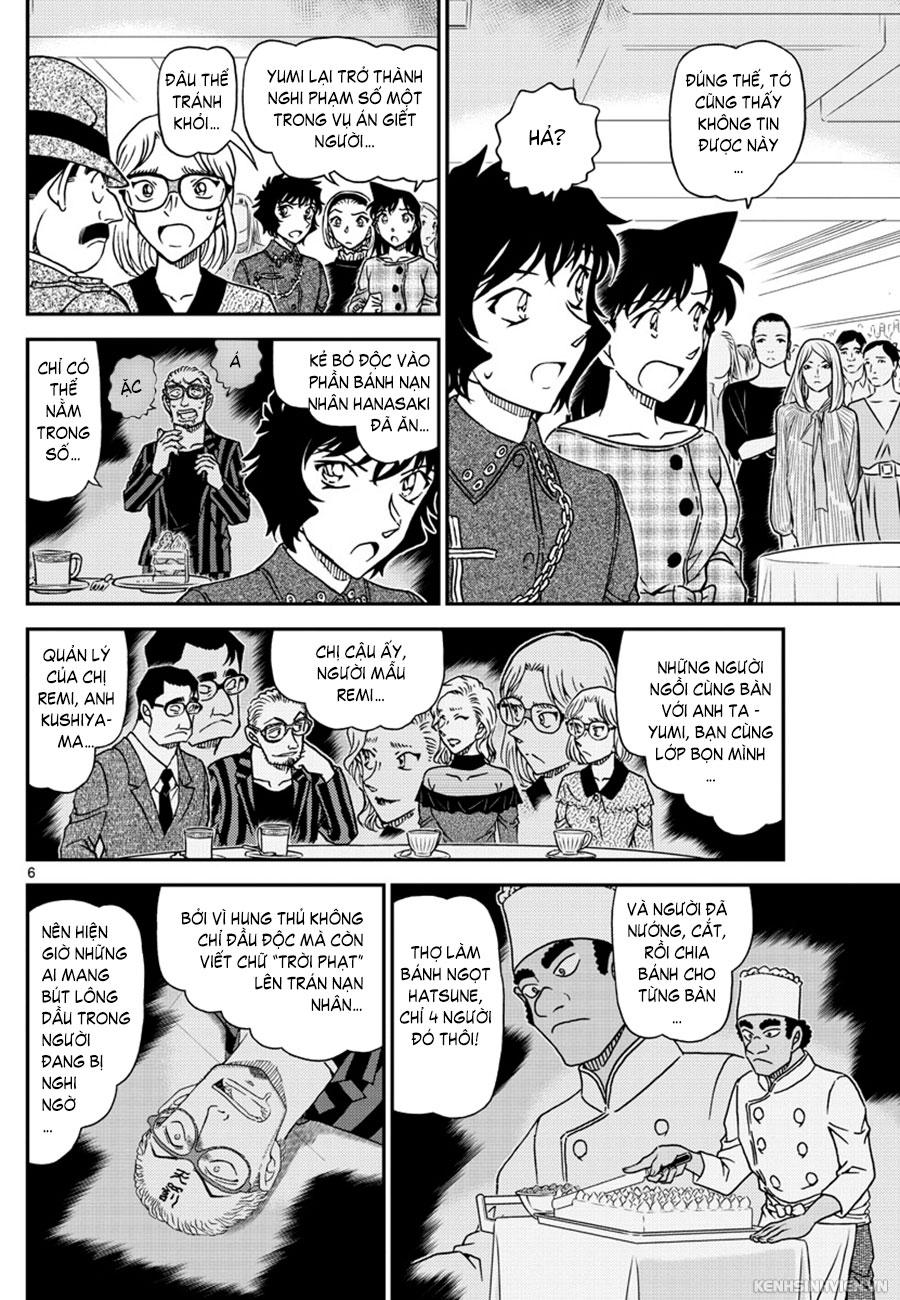 ĐÚNG THẾ, TỚ
CŨNG THẤY
KHÔNG TIN
ĐƯỢC NÀY
...
HẢ?
YUMI LẠI TRỞ THÀNH
NGHI PHẠM SỐ MỘT
TRONG VỤ ÁN GIẾT
NGƯỜI...
ĐÂU THỂ
TRÁNH
KHỎI...
KẺ BỎ ĐỘC VÀO
PHẦN BÁNH NẠN
NHÂN HANASAKI
ĐÃ ĂN...
Á
ẶC
CHỈ CÓ
THỂ
NẰM
TRONG
SỐ...
NHỮNG NGƯỜI
NGỒI CÙNG BÀN
VỚI ANH TA -
YUMI, BẠN CÙNG
LỚP BỌN MÌNH
...
CHỊ CẬU ẤY,
NGƯỜI MẪU
REMI...
QUẢN LÝ
CỦA CHỊ
REMI, ANH
KUSHIYA-
MA...
6
VÀ NGƯỜI ĐÃ
NƯỚNG, CẮT,
RỒI CHIA
BÁNH CHO
TỪNG BÀN
...
THỢ LÀM
BÁNH NGỌT
HATSUNE,
CHỈ 4 NGƯỜI
ĐÓ THÔI!
BỞI VÌ HUNG THỦ KHÔNG
CHỈ ĐẦU ĐỘC MÀ CÒN
VIẾT CHỮ “TRỜI PHẠT”
LÊN TRÁN NẠN
NHÂN...
天罰
NÊN HIỆN
GIỜ NHỮNG
AI MANG
BÚT LÔNG
DẦU TRONG
NGƯỜI
ĐANG BỊ
NGHI
NGỜ
...
KENHSINHVIEN.VN